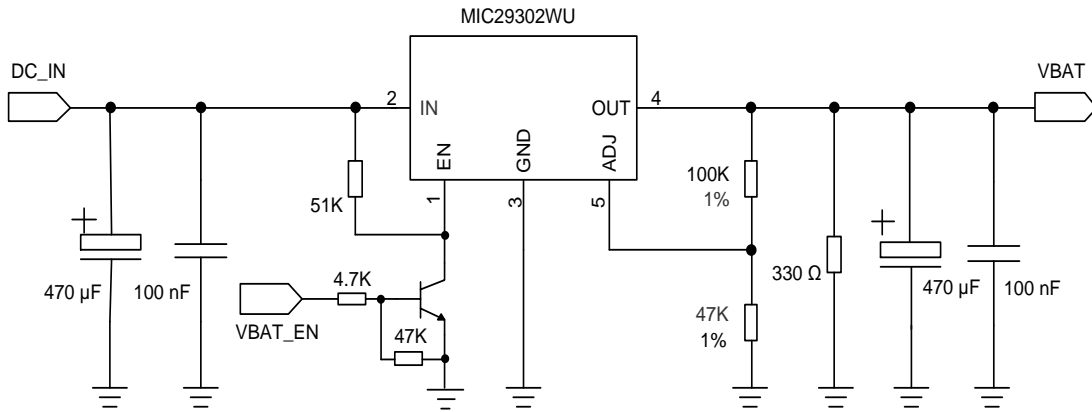 MIC29302WU
DC_IN
VBAT
2
IN
OUT
4
EN
GND
ADJ
1
3
5
51K
100K
1%
470 µF
100 nF
4.7K
VBAT_EN
47K
330 Ω
47K
1%
470 µF
100 nF